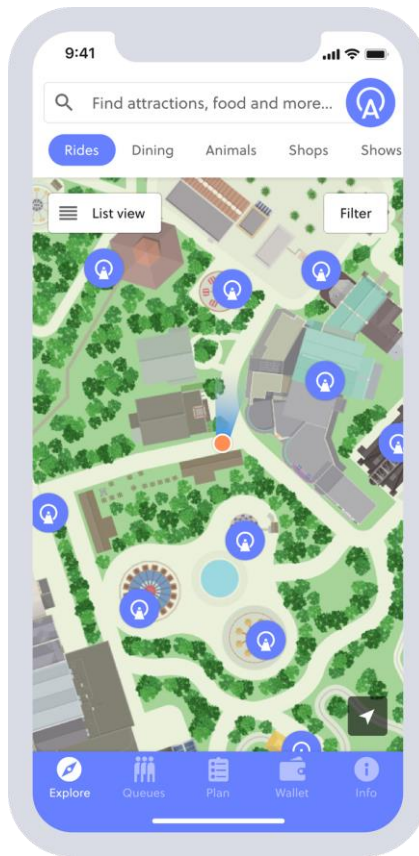 9:41
Find attractions, food and more...
Rides Dining Animals Shops Shows
List view Filter
Explore Queues Plan Wallet Info